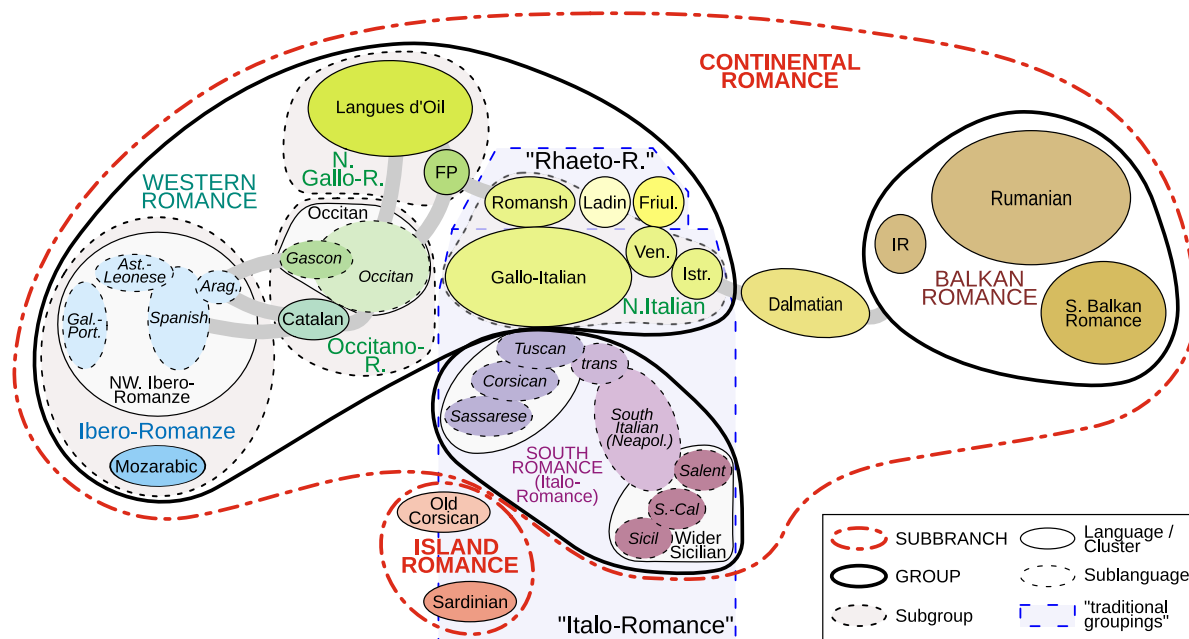 CONTINENTAL
ROMANCE
Langues d'Oil
N.
Gallo-R.
FP
"Rhaeto-R."
WESTERN
ROMANCE
Romansh
Ladin
Friul.
Rumanian
Occitan
Gascon
Occitan
Ven.
IR
Ast.-
Leonese
Arag.
Gallo-Italian
Istr.
BALKAN
ROMANCE
Gal.-
Port.
Spanish
Catalan
N.Italian
Dalmatian
S. Balkan
Romance
Occitano-
R.
NW. Ibero-
Romanze
Tuscan
trans
Corsican
Sassarese
South
Italian
(Neapol.)
Ibero-Romanze
Mozarabic
SOUTH
ROMANCE
(Italo-
Romance)
Salent
S.-Cal
Sicil
Wider
Sicilian
Old
Corsican
ISLAND
ROMANCE
Sardinian
"Italo-Romance"
SUBBRANCH
Language /
Cluster
GROUP
Sublanguage
Subgroup
"traditional
groupings"